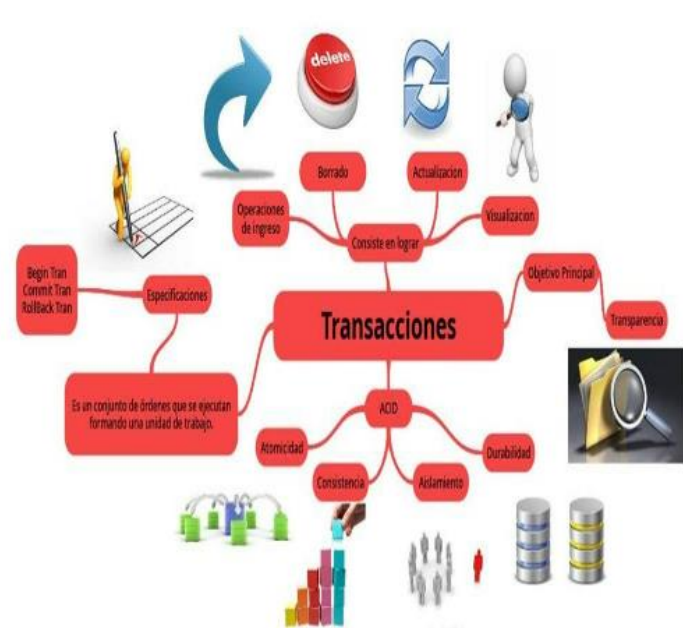 delete
Borrado
Actualizacion
Operaciones
de ingreso
Visualizacion
Consiste en lograr
Objetivo Principal
Transparencia
Begin Tran
Commit Tran
RollBack Tran
Especificaciones
Transacciones
Es un conjunto de órdenes que se ejecutan
formando una unidad de trabajo.
ACID
Atomicidad
Consistencia
Aislamiento
Durabilidad